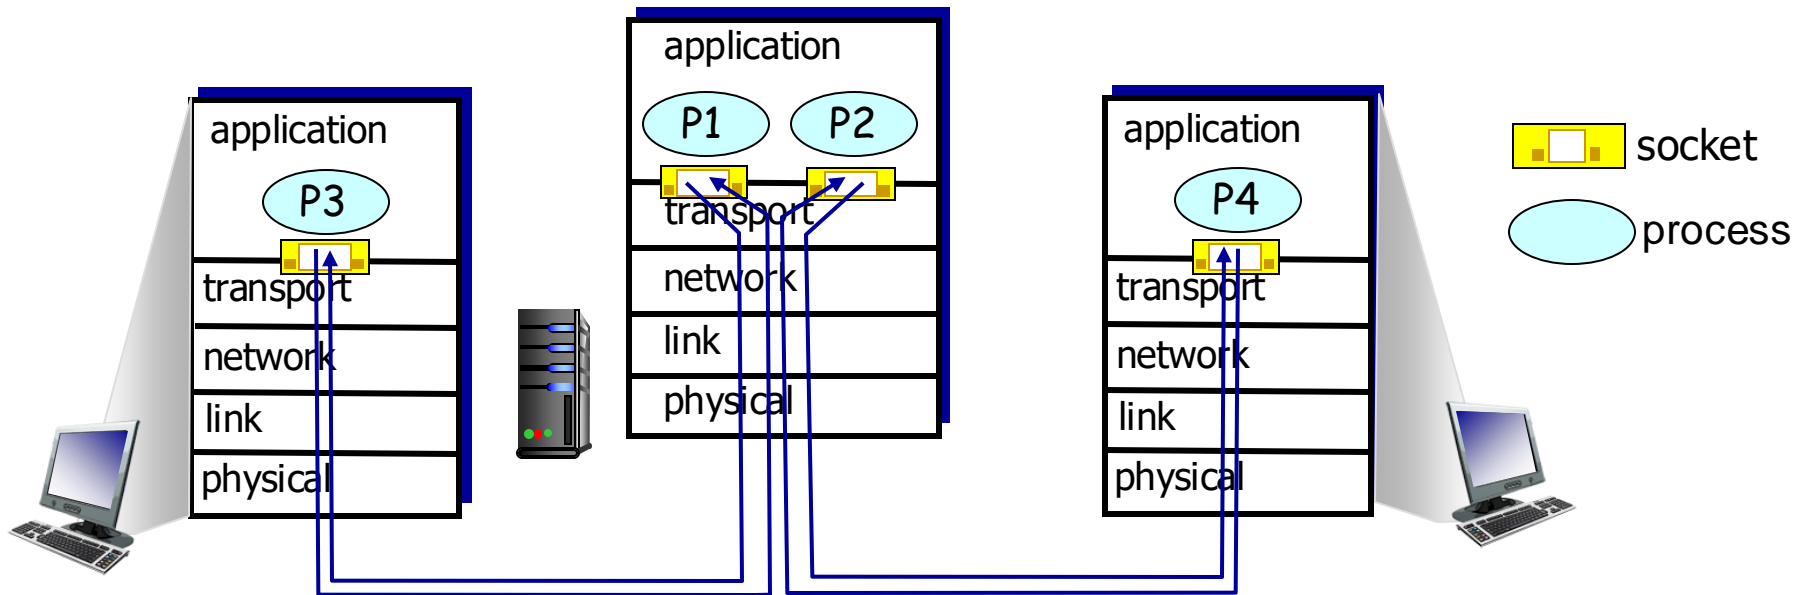 application
P3
transport
network
link
physical
application
P1 P2
transport
network
link
physical
application
P4
transport
network
link
physical
socket
process